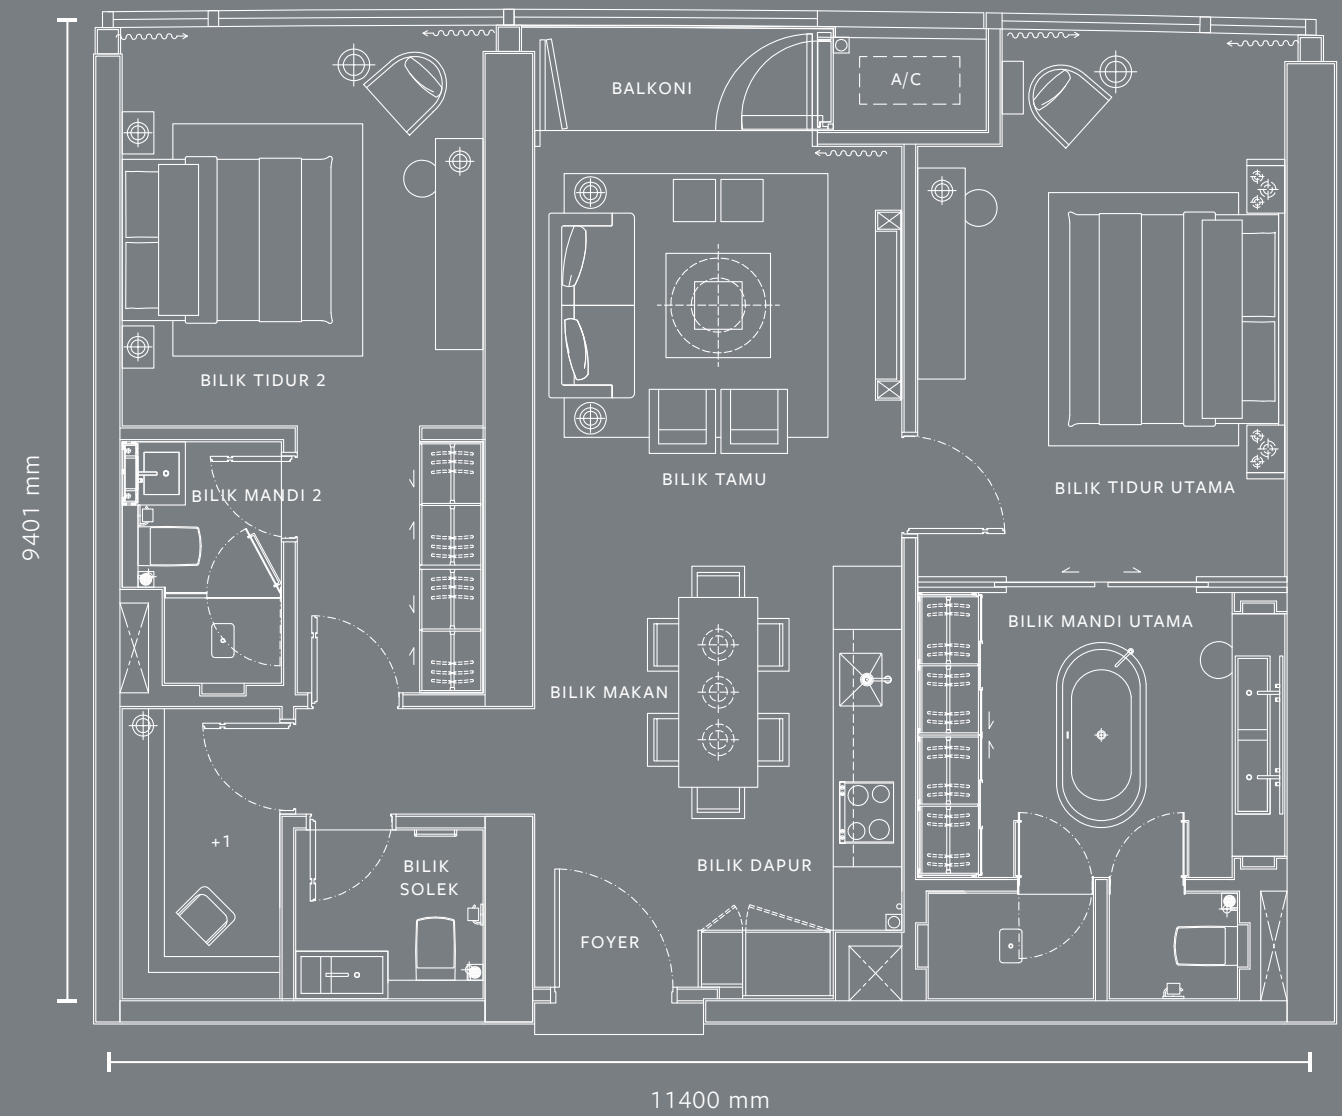 BALKONI
A/C
BILIK TIDUR 2
BILIK TAMU
BILIK TIDUR UTAMA
BILIK MANDI 2
9401 mm
BILIK MANDI UTAMA
BILIK MAKAN
+1
BILIK
SOLEK
BILIK DAPUR
FOYER
11400 mm